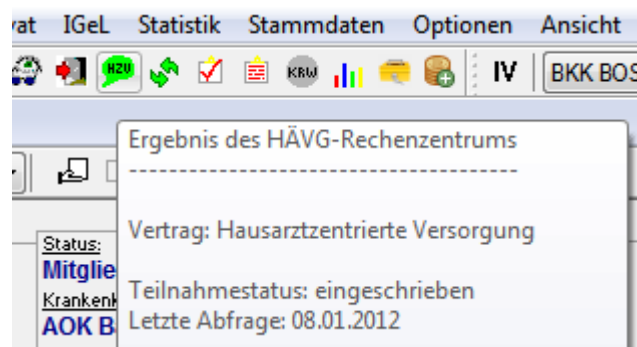 vat IGeL Statistik Stammdaten Optionen Ansicht
HZV KBW IV BKK BOS
Ergebnis des HÄVG-Rechenzentrums
---------------------------------------
Vertrag: Hausarztzentrierte Versorgung
Status:
Mitglie
Teilnahmestatus: eingeschrieben
Krankenk
Letzte Abfrage: 08.01.2012
AOK B